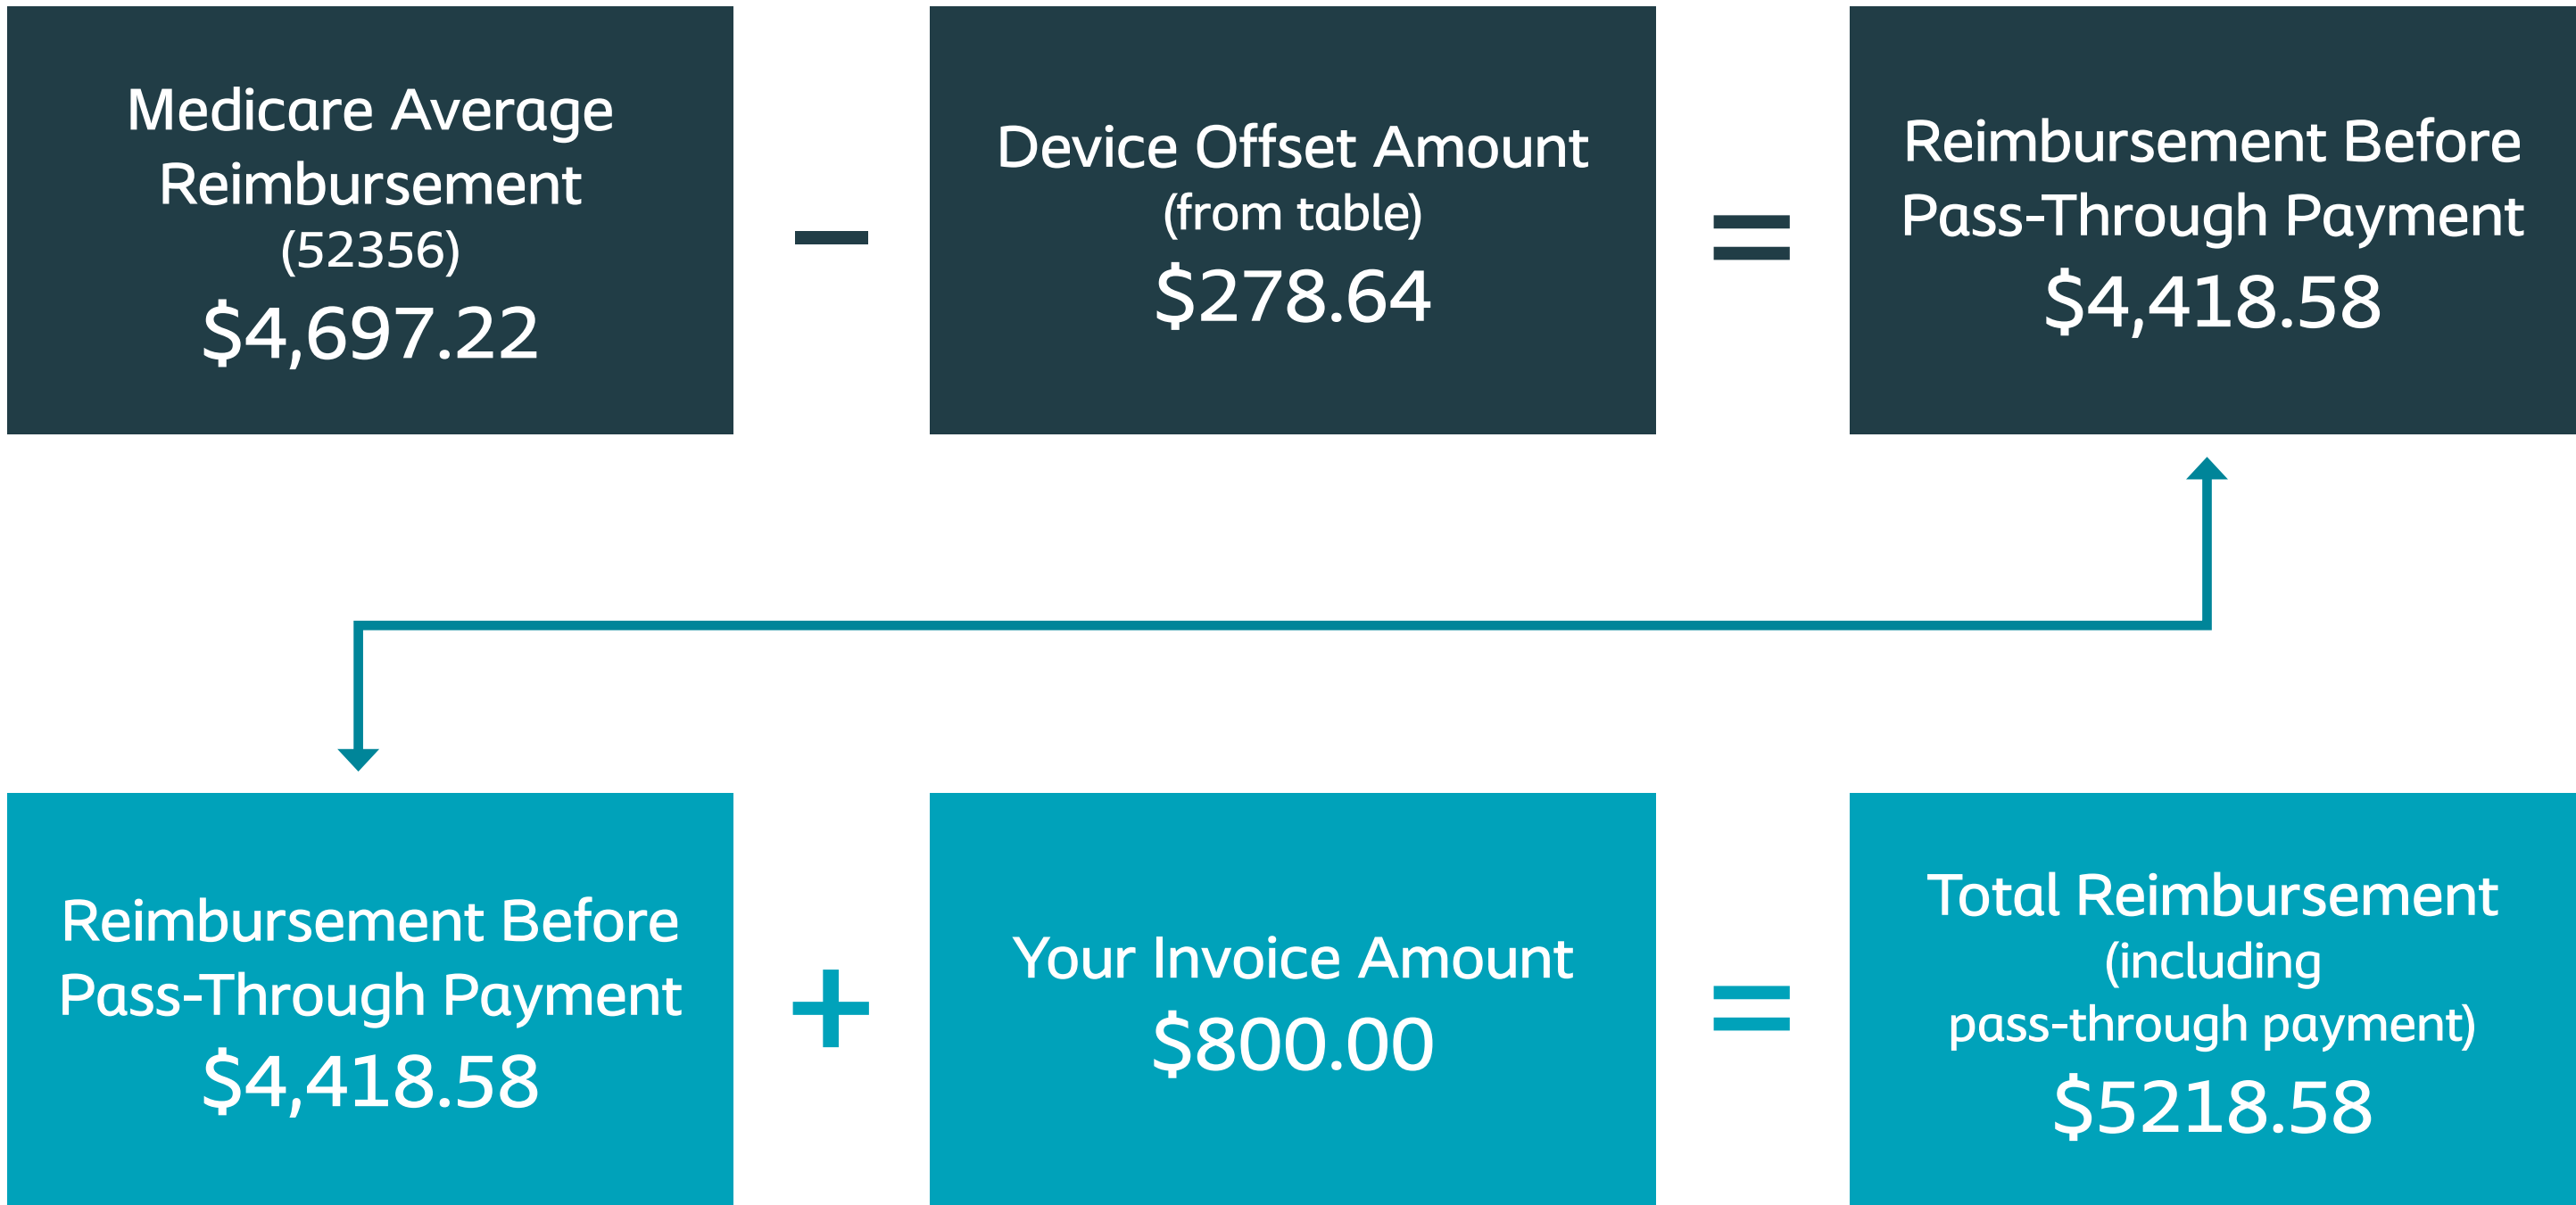 Medicare Average
Reimbursement
(52356)
$4,697.22
−
Device Offset Amount
(from table)
$278.64
=
Reimbursement Before
Pass-Through Payment
$4,418.58
Reimbursement Before
Pass-Through Payment
$4,418.58
+
Your Invoice Amount
$800.00
=
Total Reimbursement
(including
pass-through payment)
$5218.58